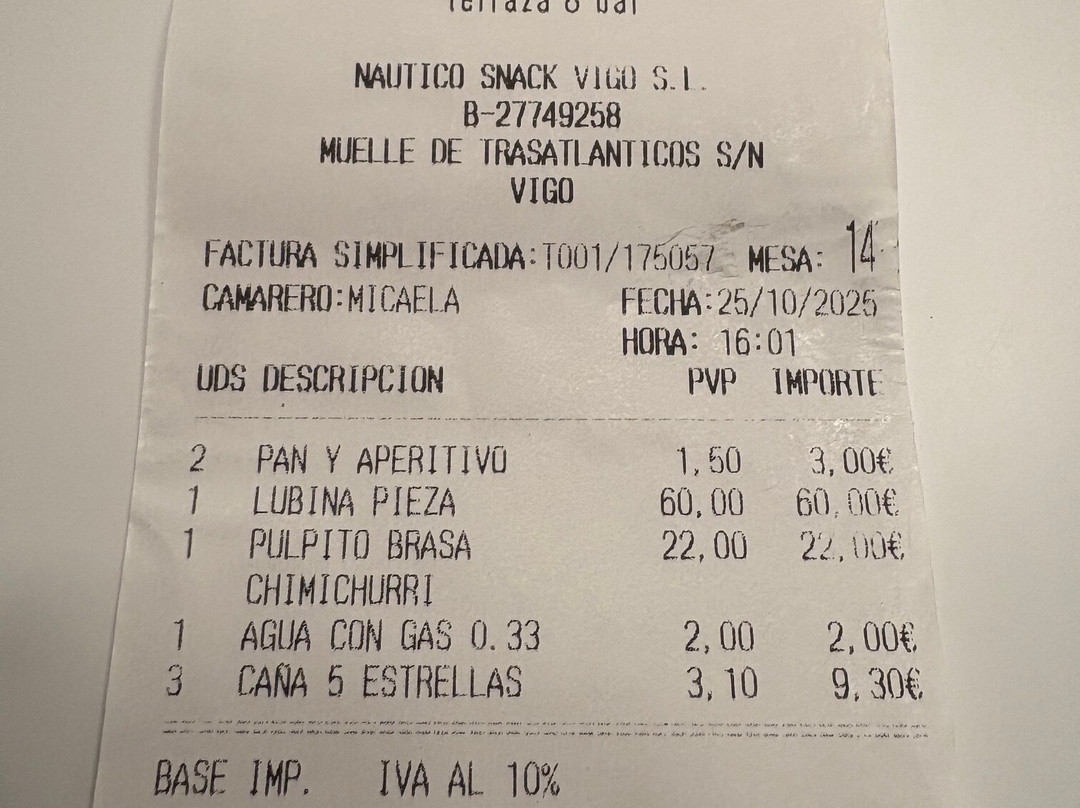 Terraza & bar
NAUTICO SNACK VIGO S.L.
B-27749258
MUELLE DE TRASATLANTICOS S/N
VIGO
FACTURA SIMPLIFICADA:T001/175057 MESA: 14
CAMARERO:MICAELA FECHA:25/10/2025
HORA: 16:01
UDS DESCRIPCION PVP IMPORTE
2 PAN Y APERITIVO 1,50 3,00€
1 LUBINA PIEZA 60,00 60,00€
1 PULPITO BRASA 22,00 22,00€
CHIMICHURRI
1 AGUA CON GAS 0.33 2,00 2,00€
3 CAÑA 5 ESTRELLAS 3,10 9,30€
BASE IMP. IVA AL 10%